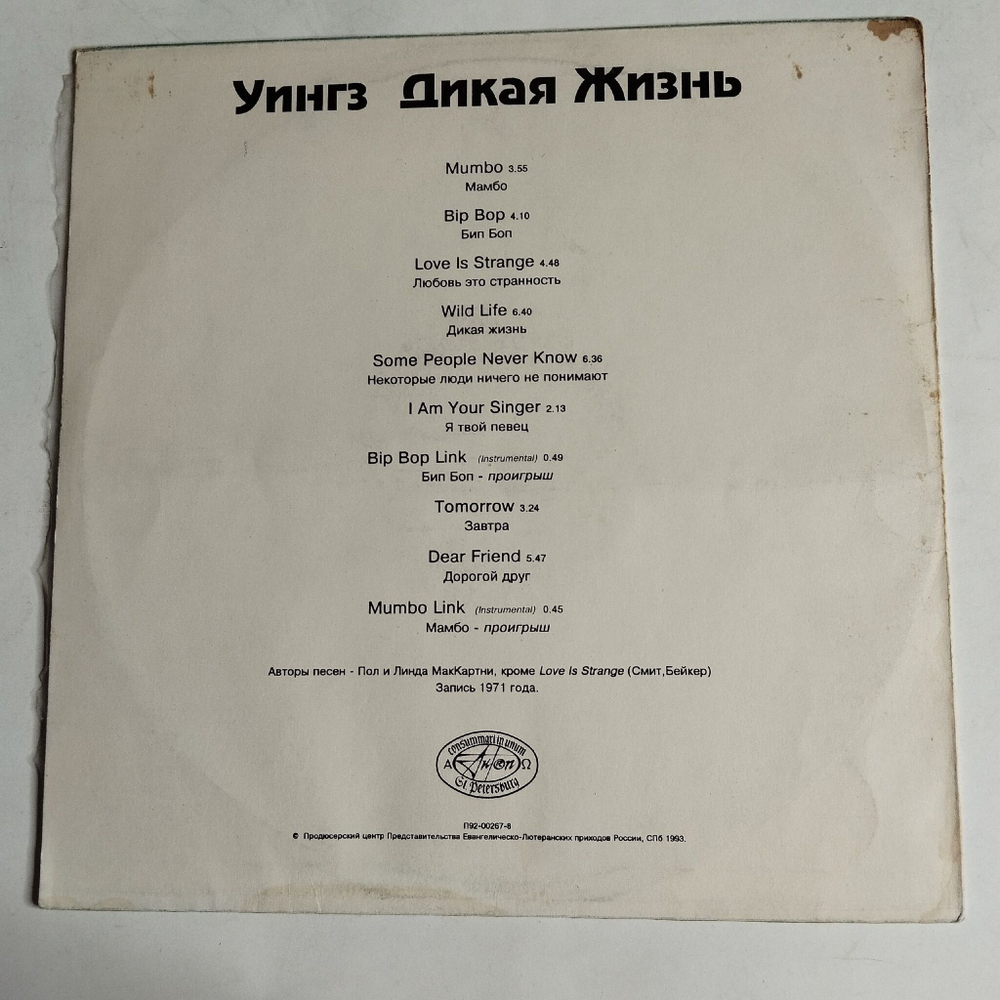 Уингз Дикая Жизнь
Mumbo 3.55
Мамбо
Bip Bop 4.10
Бип Боп
Love Is Strange 4.48
Любовь это странность
Wild Life 6.40
Дикая жизнь
Some People Never Know 6.36
Некоторые люди ничего не понимают
I Am Your Singer 2.13
Я твой певец
Bip Bop Link (Instrumental) 0.49
Бип Боп - проигрыш
Tomorrow 3.24
Завтра
Dear Friend 5.47
Дорогой друг
Mumbo Link (Instrumental) 0.45
Мамбо - проигрыш
Авторы песен - Пол и Линда МакКартни, кроме Love Is Strange (Смит,Бейкер)
Запись 1971 года.
consummari in unum
Α Ω
St. Petersburg
П92-00267-8
© Продюсерский центр Представительства Евангелическо-Лютеранских приходов России, СПб 1993.